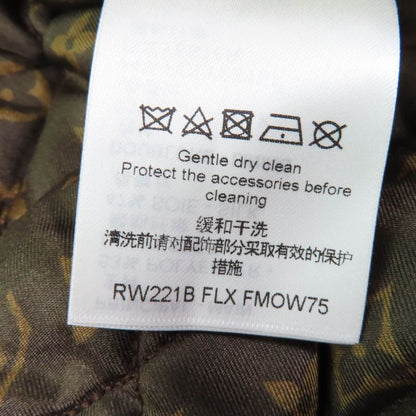 Gentle dry clean
Protect the accessories before
cleaning
缓和干洗
清洗前请对配饰部分采取有效的保护
措施
RW221B FLX FMOW75